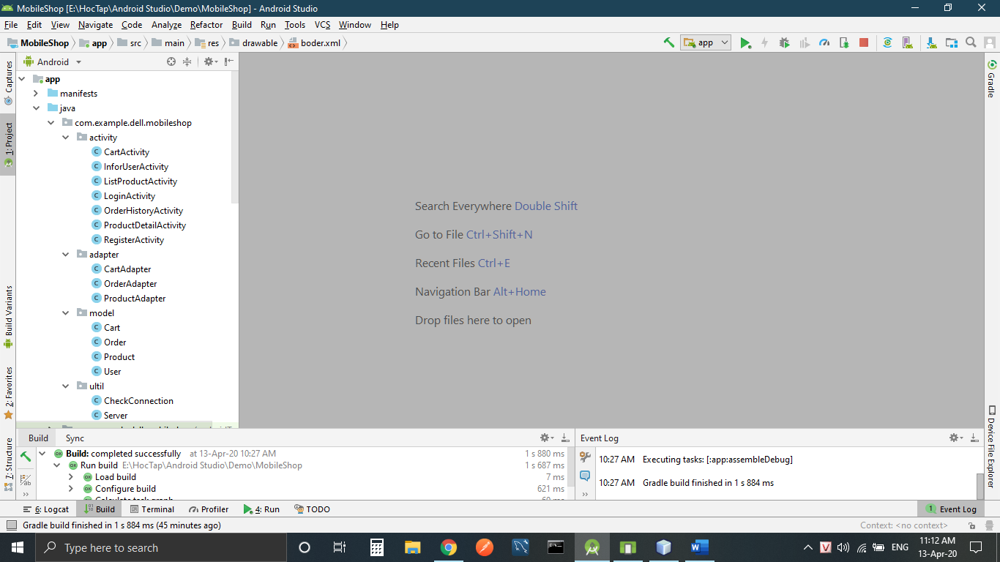 MobileShop [E:\HocTap\Android Studio\Demo\MobileShop] - Android Studio
File Edit View Navigate Code Analyze Refactor Build Run Tools VCS Window Help
MobileShop app src main res drawable boder.xml app
Captures
1: Project
Build Variants
2: Favorites
7: Structure
Android
app
manifests
java
com.example.dell.mobileshop
activity
CartActivity
InforUserActivity
ListProductActivity
LoginActivity
OrderHistoryActivity
ProductDetailActivity
RegisterActivity
adapter
CartAdapter
OrderAdapter
ProductAdapter
model
Cart
Order
Product
User
ultil
CheckConnection
Server
Search Everywhere Double Shift
Go to File Ctrl+Shift+N
Recent Files Ctrl+E
Navigation Bar Alt+Home
Drop files here to open
Gradle
Device File Explorer
Build Sync
Build: completed successfully at 13-Apr-20 10:27 AM 1 s 880 ms
Run build E:\HocTap\Android Studio\Demo\MobileShop 1 s 687 ms
Load build 7 ms
Configure build 621 ms
Event Log
10:27 AM Executing tasks: [:app:assembleDebug]
10:27 AM Gradle build finished in 1 s 884 ms
6: Logcat Build Terminal Profiler 4: Run TODO 1 Event Log
Gradle build finished in 1 s 884 ms (45 minutes ago) Context: <no context>
Type here to search ENG 11:12 AM
13-Apr-20